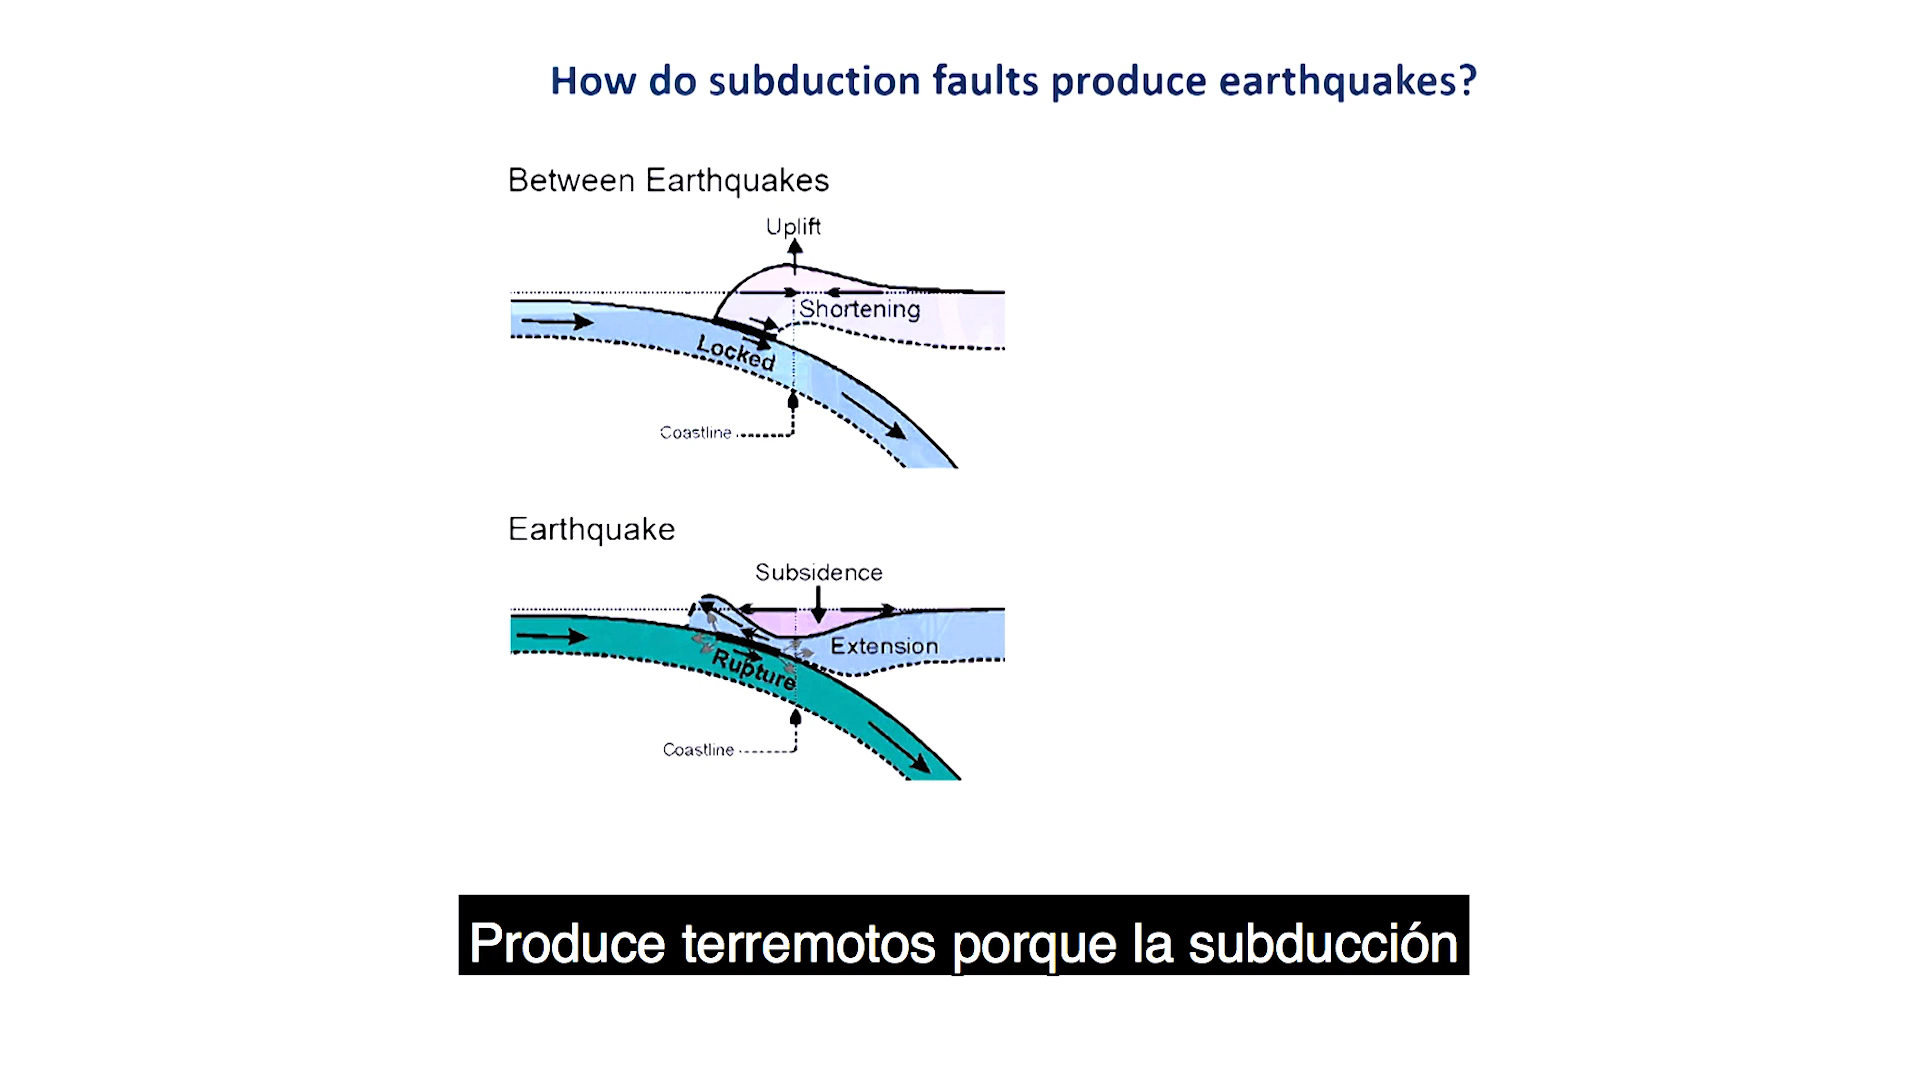 How do subduction faults produce earthquakes?
Between Earthquakes
Uplift
Shortening
Locked
Coastline
Earthquake
Subsidence
Extension
Rupture
Coastline
Produce terremotos porque la subducción